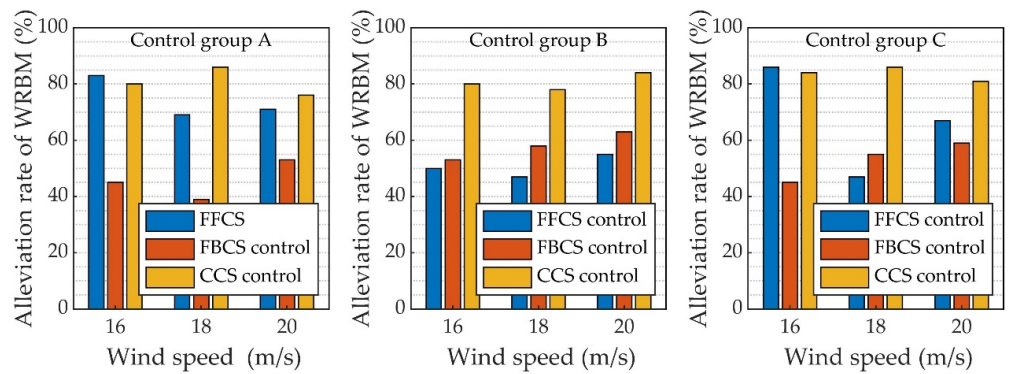 Control group A
Alleviation rate of WRBM (%)
100
80
60
40
20
0
FFCS
FBCS control
CCS control
16 18 20
Wind speed (m/s)
Control group B
Alleviation rate of WRBM (%)
100
80
60
40
20
0
FFCS control
FBCS control
CCS control
16 18 20
Wind speed (m/s)
Control group C
Alleviation rate of WRBM (%)
100
80
60
40
20
0
FFCS control
FBCS control
CCS control
16 18 20
Wind speed (m/s)